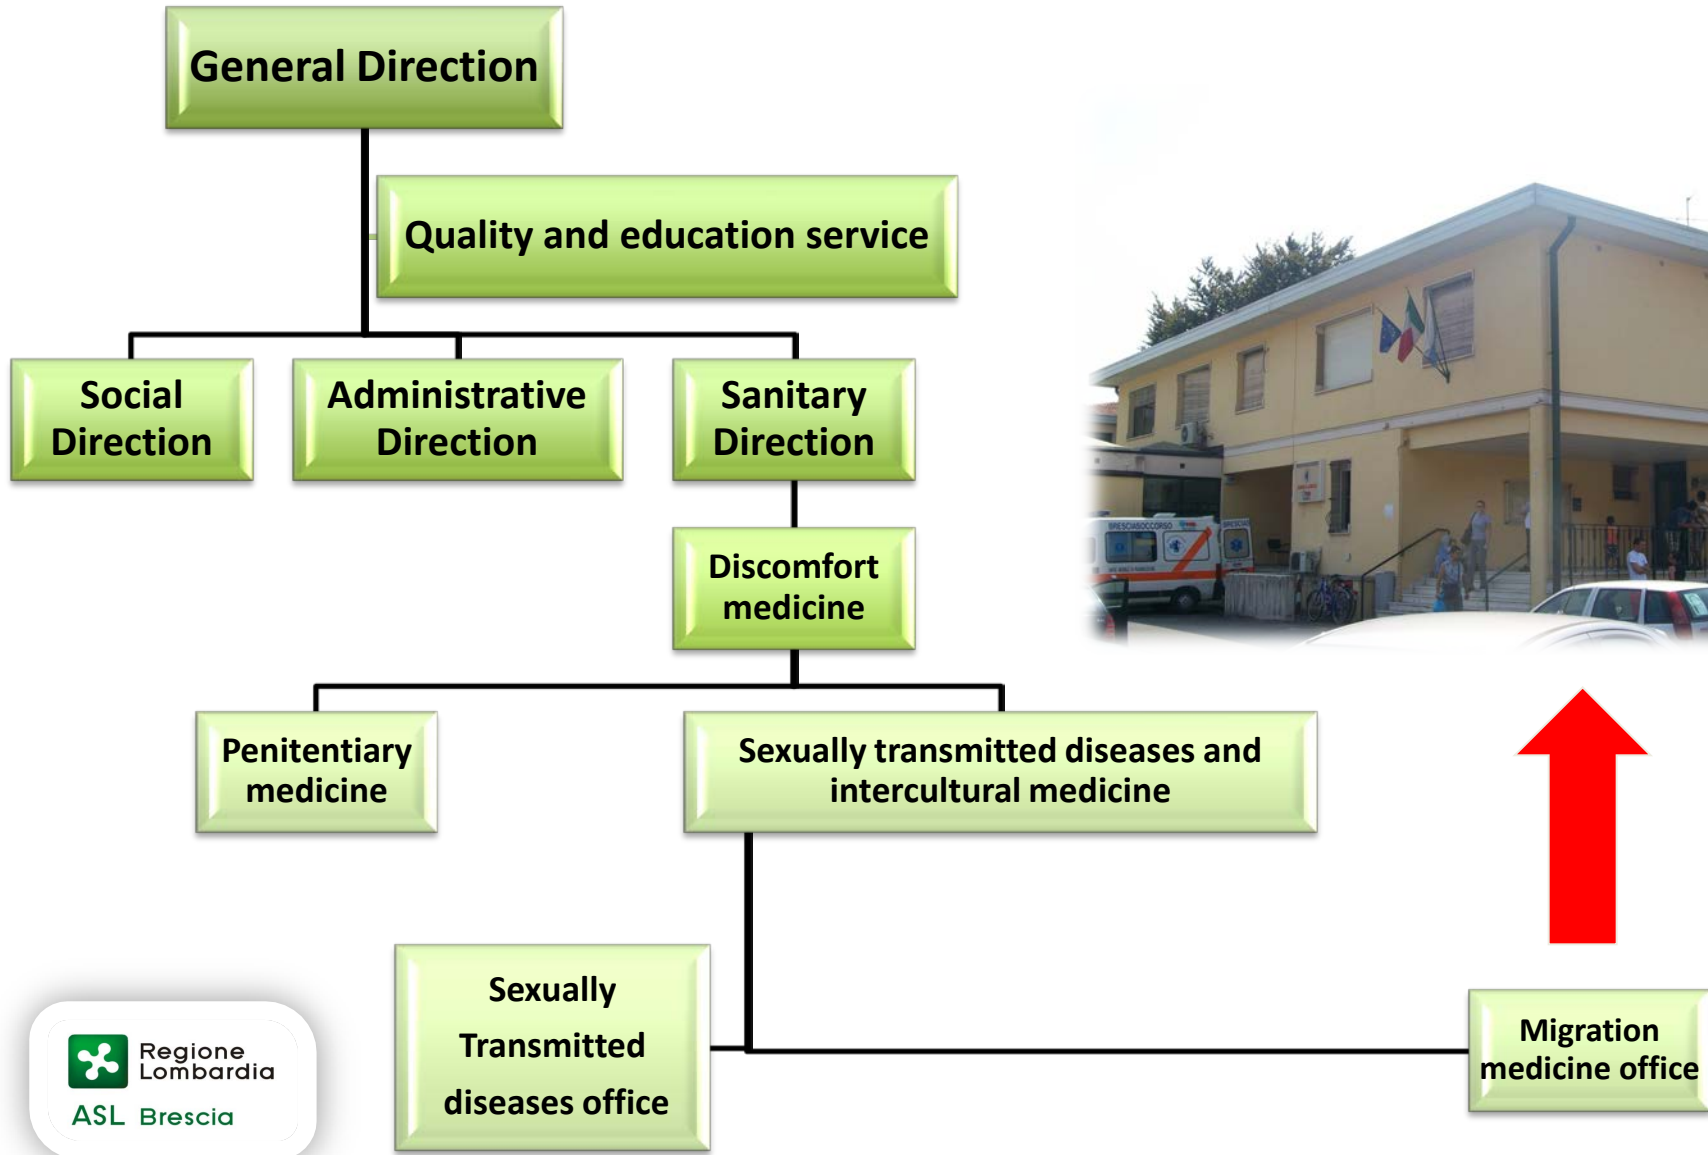 General Direction
Quality and education service
Social
Direction
Administrative
Direction
Sanitary
Direction
Discomfort
medicine
Penitentiary
medicine
Sexually transmitted diseases and
intercultural medicine
Sexually
Transmitted
diseases office
Migration
medicine office
Regione
Lombardia
ASL Brescia
BRESCIASOCCORSO